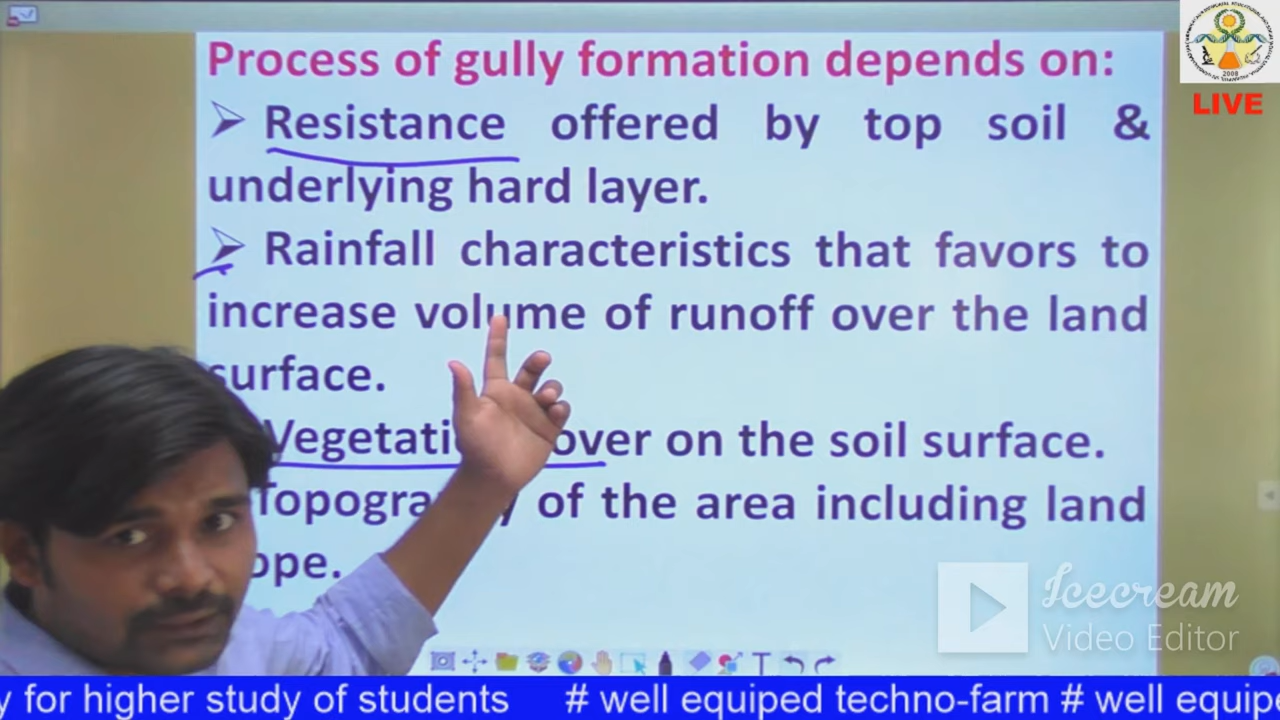 Process of gully formation depends on:
➢ Resistance offered by top soil &
underlying hard layer.
➢ Rainfall characteristics that favors to
increase volume of runoff over the land
surface.
on the soil surface.
of the area including land
LIVE
2008
Icecream
Video Editor
for higher study of students # well equiped techno-farm # well